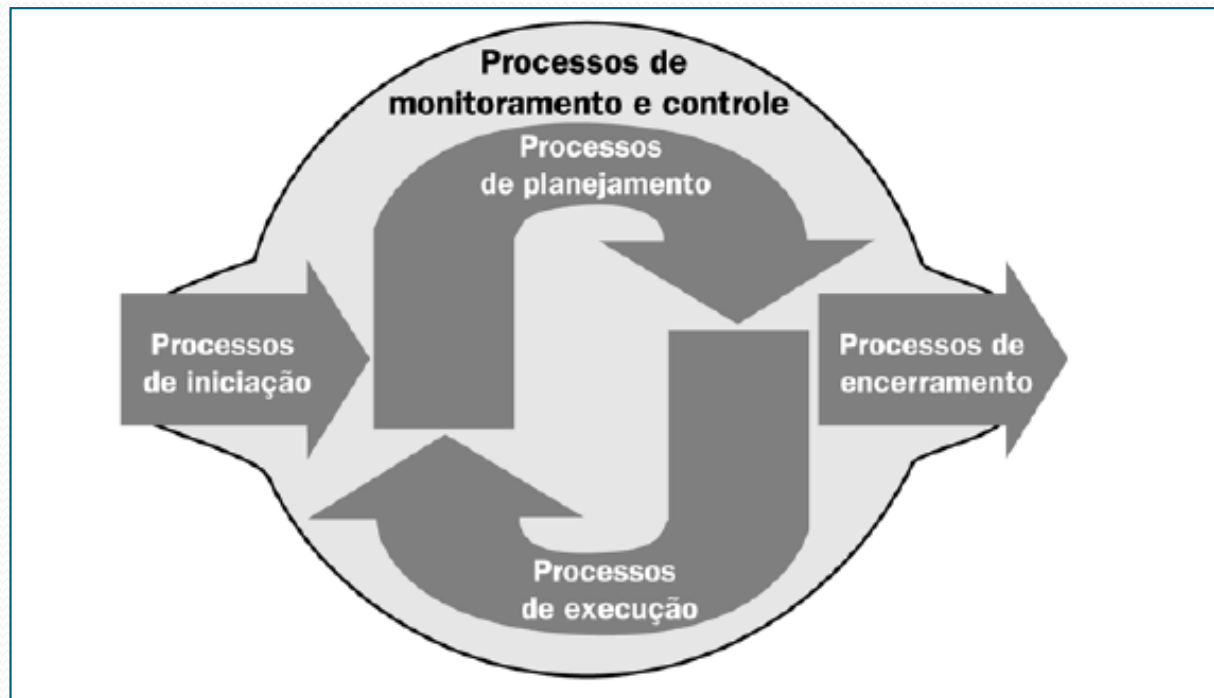 Processos de
monitoramento e controle
Processos
de planejamento
Processos
de iniciação
Processos de
encerramento
Processos
de execução